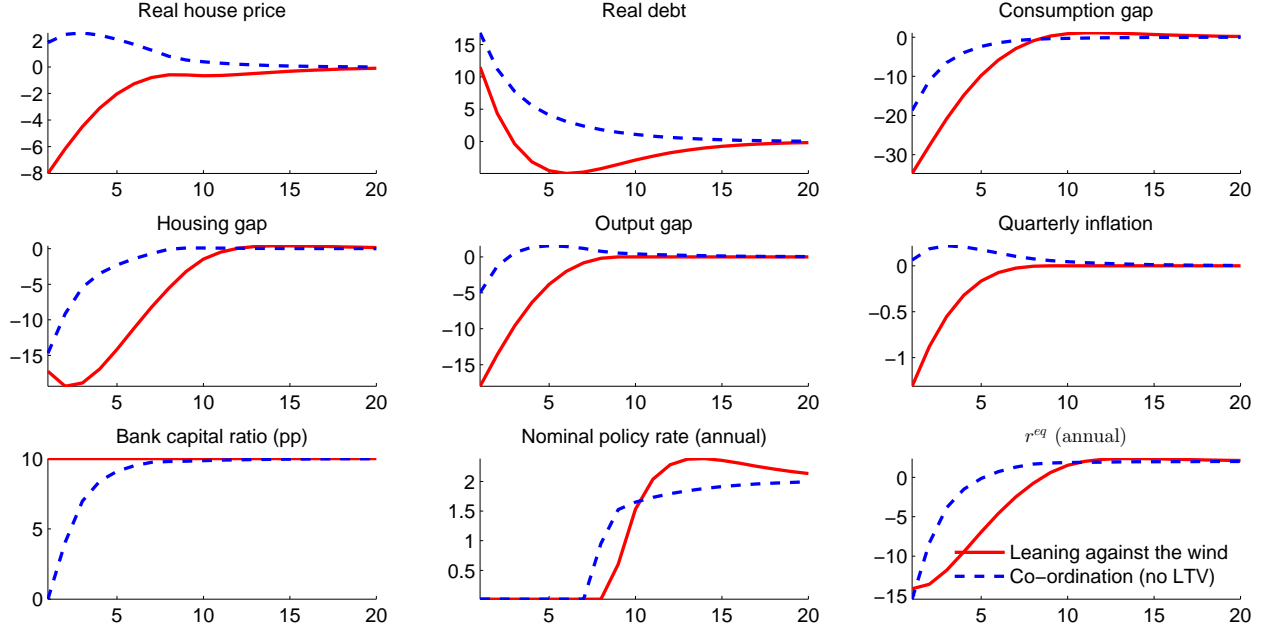 Real house price
2
0
−2
−4
−6
−8
5 10 15 20
Real debt
15
10
5
0
5 10 15 20
Consumption gap
0
−10
−20
−30
5 10 15 20
Housing gap
0
−5
−10
−15
5 10 15 20
Output gap
0
−5
−10
−15
5 10 15 20
Quarterly inflation
0
−0.5
−1
5 10 15 20
Bank capital ratio (pp)
10
5
0
5 10 15 20
Nominal policy rate (annual)
2
1.5
1
0.5
5 10 15 20
r^{eq} (annual)
0
−5
−10
−15
Leaning against the wind
Co−ordination (no LTV)
5 10 15 20